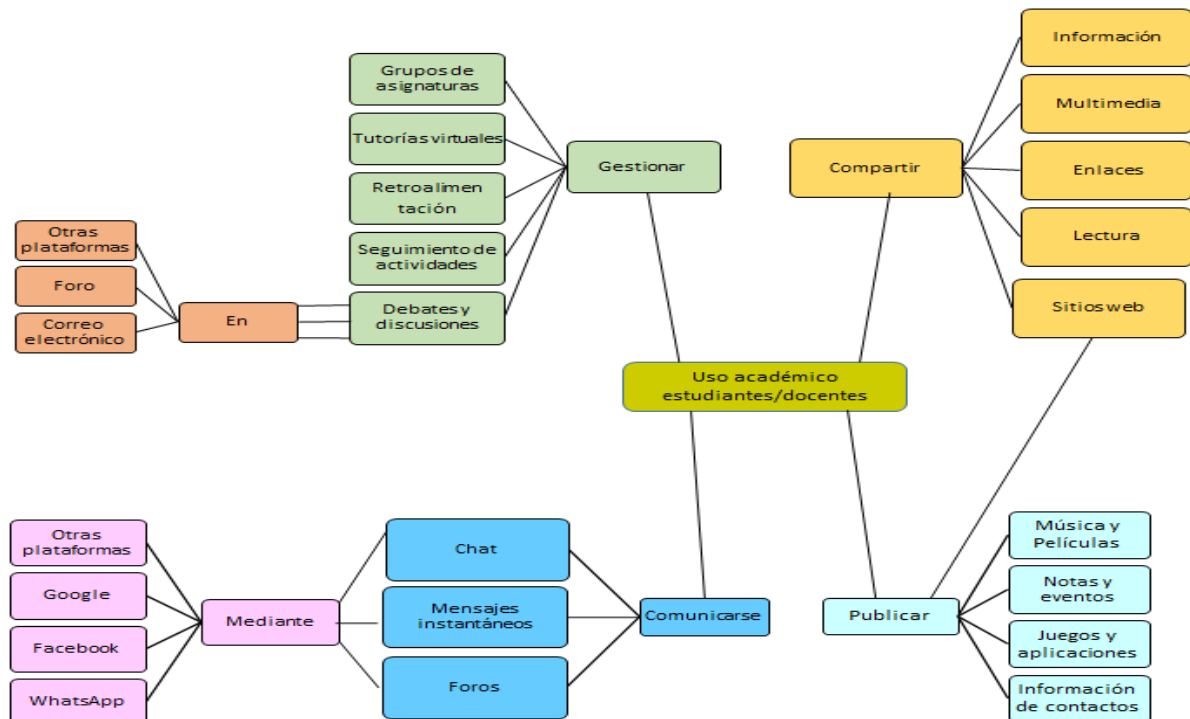 Grupos de
asignaturas
Tutorías virtuales
Retroalimen
tación
Seguimiento de
actividades
Debates y
discusiones
Gestionar
Otras
plataformas
Foro
Correo
electrónico
En
Compartir
Información
Multimedia
Enlaces
Lectura
Sitios web
Uso académico
estudiantes/docentes
Otras
plataformas
Google
Facebook
WhatsApp
Mediante
Chat
Mensajes
instantáneos
Foros
Comunicarse
Publicar
Música y
Películas
Notas y
eventos
Juegos y
aplicaciones
Información
de contactos